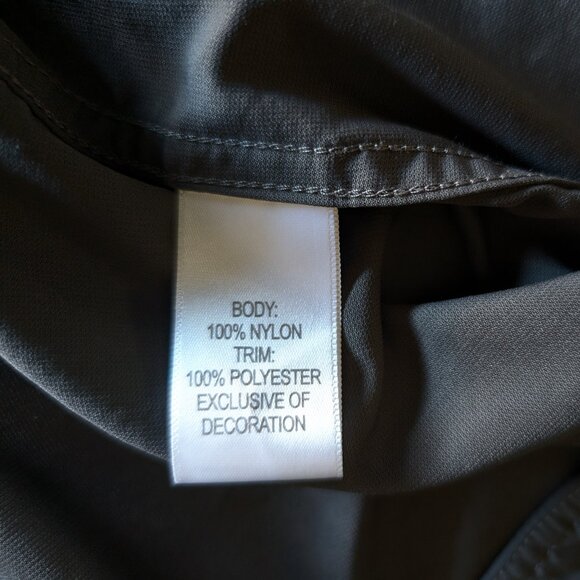 BODY:
100% NYLON
TRIM:
100% POLYESTER
EXCLUSIVE OF
DECORATION